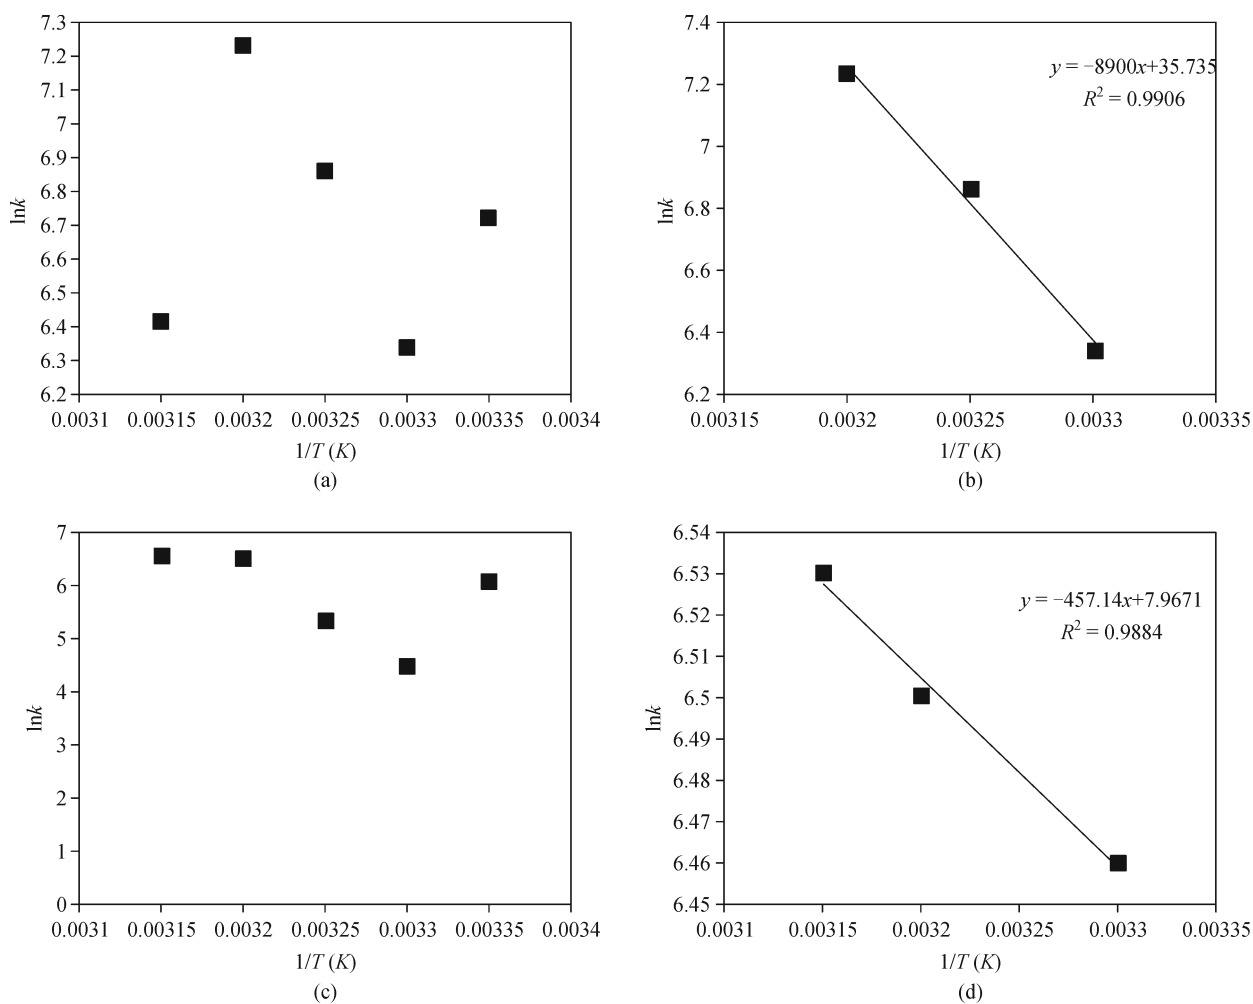 7.3
7.2
7.1
7
6.9
6.8
6.7
6.6
6.5
6.4
6.3
6.2
lnk
0.0031 0.00315 0.0032 0.00325 0.0033 0.00335 0.0034
1/T (K)
(a)
7.4
7.2
7
6.8
6.6
6.4
6.2
lnk
y = −8900x+35.735
R² = 0.9906
0.00315 0.0032 0.00325 0.0033 0.00335
1/T (K)
(b)
7
6
5
4
3
2
1
0
lnk
0.0031 0.00315 0.0032 0.00325 0.0033 0.00335 0.0034
1/T (K)
(c)
6.54
6.53
6.52
6.51
6.5
6.49
6.48
6.47
6.46
6.45
lnk
y = −457.14x+7.9671
R² = 0.9884
0.0031 0.00315 0.0032 0.00325 0.0033 0.00335
1/T (K)
(d)